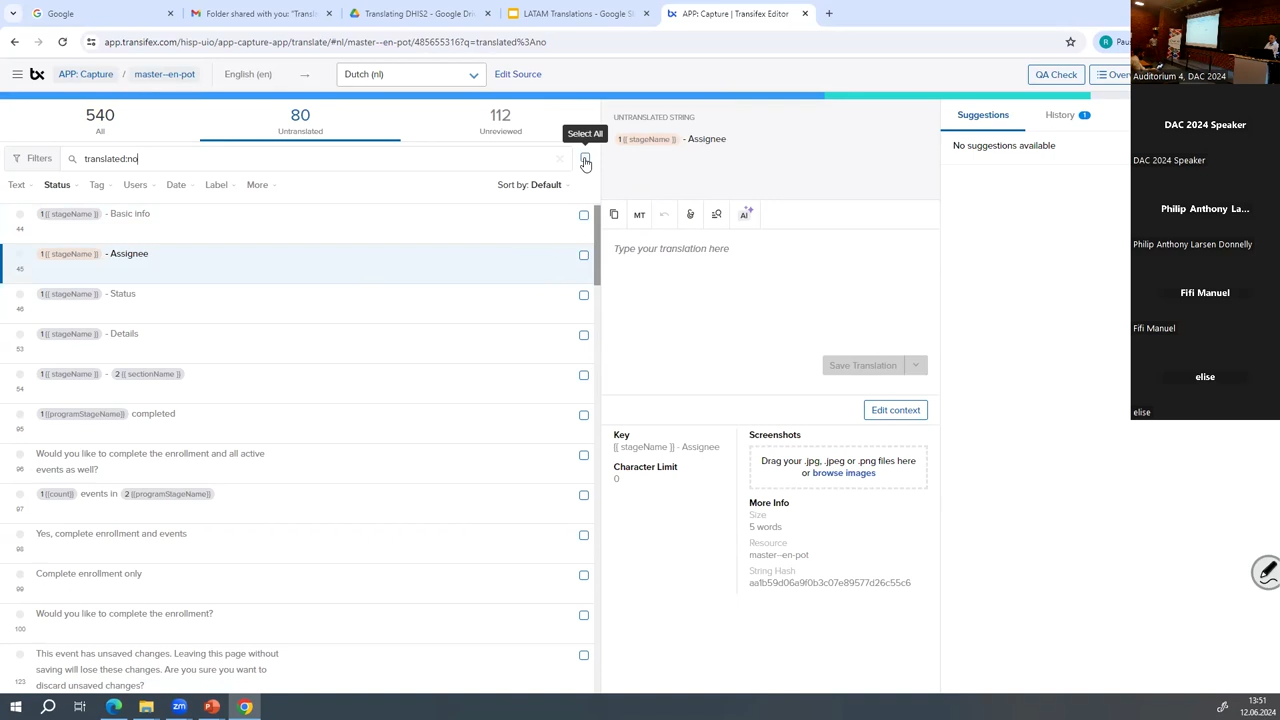 Google
Folder shared with you: "Transl
Translating DHIS2 - Google Driv
LATAM Translations - Google Sl
APP: Capture | Transifex Editor
app.transifex.com/hisp-uio/app-capture-app/translate/#nl/master--en-pot/486555316?q=translated%3Ano
R
Paus
APP: Capture / master--en-pot
English (en)
Dutch (nl)
Edit Source
QA Check
Over
540
All
80
Untranslated
112
Unreviewed
Select All
Filters
translated:no
Text
Status
Tag
Users
Date
Label
More
Sort by: Default
1 {{ stageName }} - Basic info
44
1 {{ stageName }} - Assignee
45
1 {{ stageName }} - Status
46
1 {{ stageName }} - Details
53
1 {{ stageName }} - 2 {{ sectionName }}
54
1 {{programStageName}} completed
95
Would you like to complete the enrollment and all active
events as well?
96
1 {{count}} events in 2 {{programStageName}}
97
Yes, complete enrollment and events
98
Complete enrollment only
99
Would you like to complete the enrollment?
100
This event has unsaved changes. Leaving this page without
saving will lose these changes. Are you sure you want to
discard unsaved changes?
123
UNTRANSLATED STRING
1 {{ stageName }} - Assignee
MT
AI
Type your translation here
Save Translation
Edit context
Key
{{ stageName }} - Assignee
Character Limit
0
Screenshots
Drag your .jpg, .jpeg or .png files here
or browse images
More Info
Size
5 words
Resource
master--en-pot
String Hash
aa1b59d06a9f0b3c07e89577d26c55c6
Suggestions
History 1
No suggestions available
Auditorium 4, DAC 2024
DAC 2024 Speaker
DAC 2024 Speaker
Philip Anthony La...
Philip Anthony Larsen Donnelly
Fifi Manuel
Fifi Manuel
elise
elise
13:51
12.06.2024